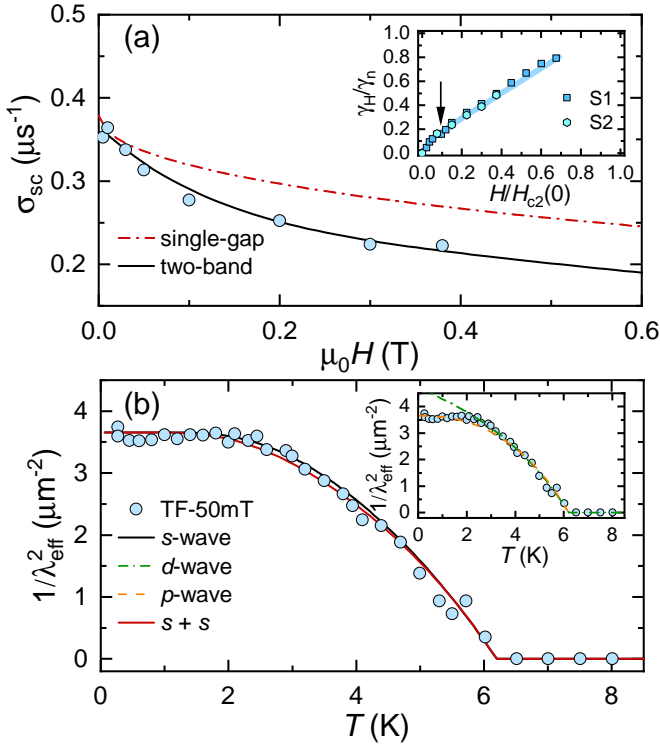 (a)
σsc (μs-1)
0.5
0.4
0.3
0.2
0.0
0.2
0.4
0.6
μ0H (T)
single-gap
two-band
γH/γn
1.0
0.8
0.6
0.4
0.2
0.0
0.0
0.2
0.4
0.6
0.8
1.0
H/Hc2(0)
S1
S2
(b)
1/λ2eff (μm-2)
4
3
2
1
0
0
2
4
6
8
T (K)
TF-50mT
s-wave
d-wave
p-wave
s + s
1/λ2eff (μm-2)
4
3
2
1
0
0
2
4
6
8
T (K)